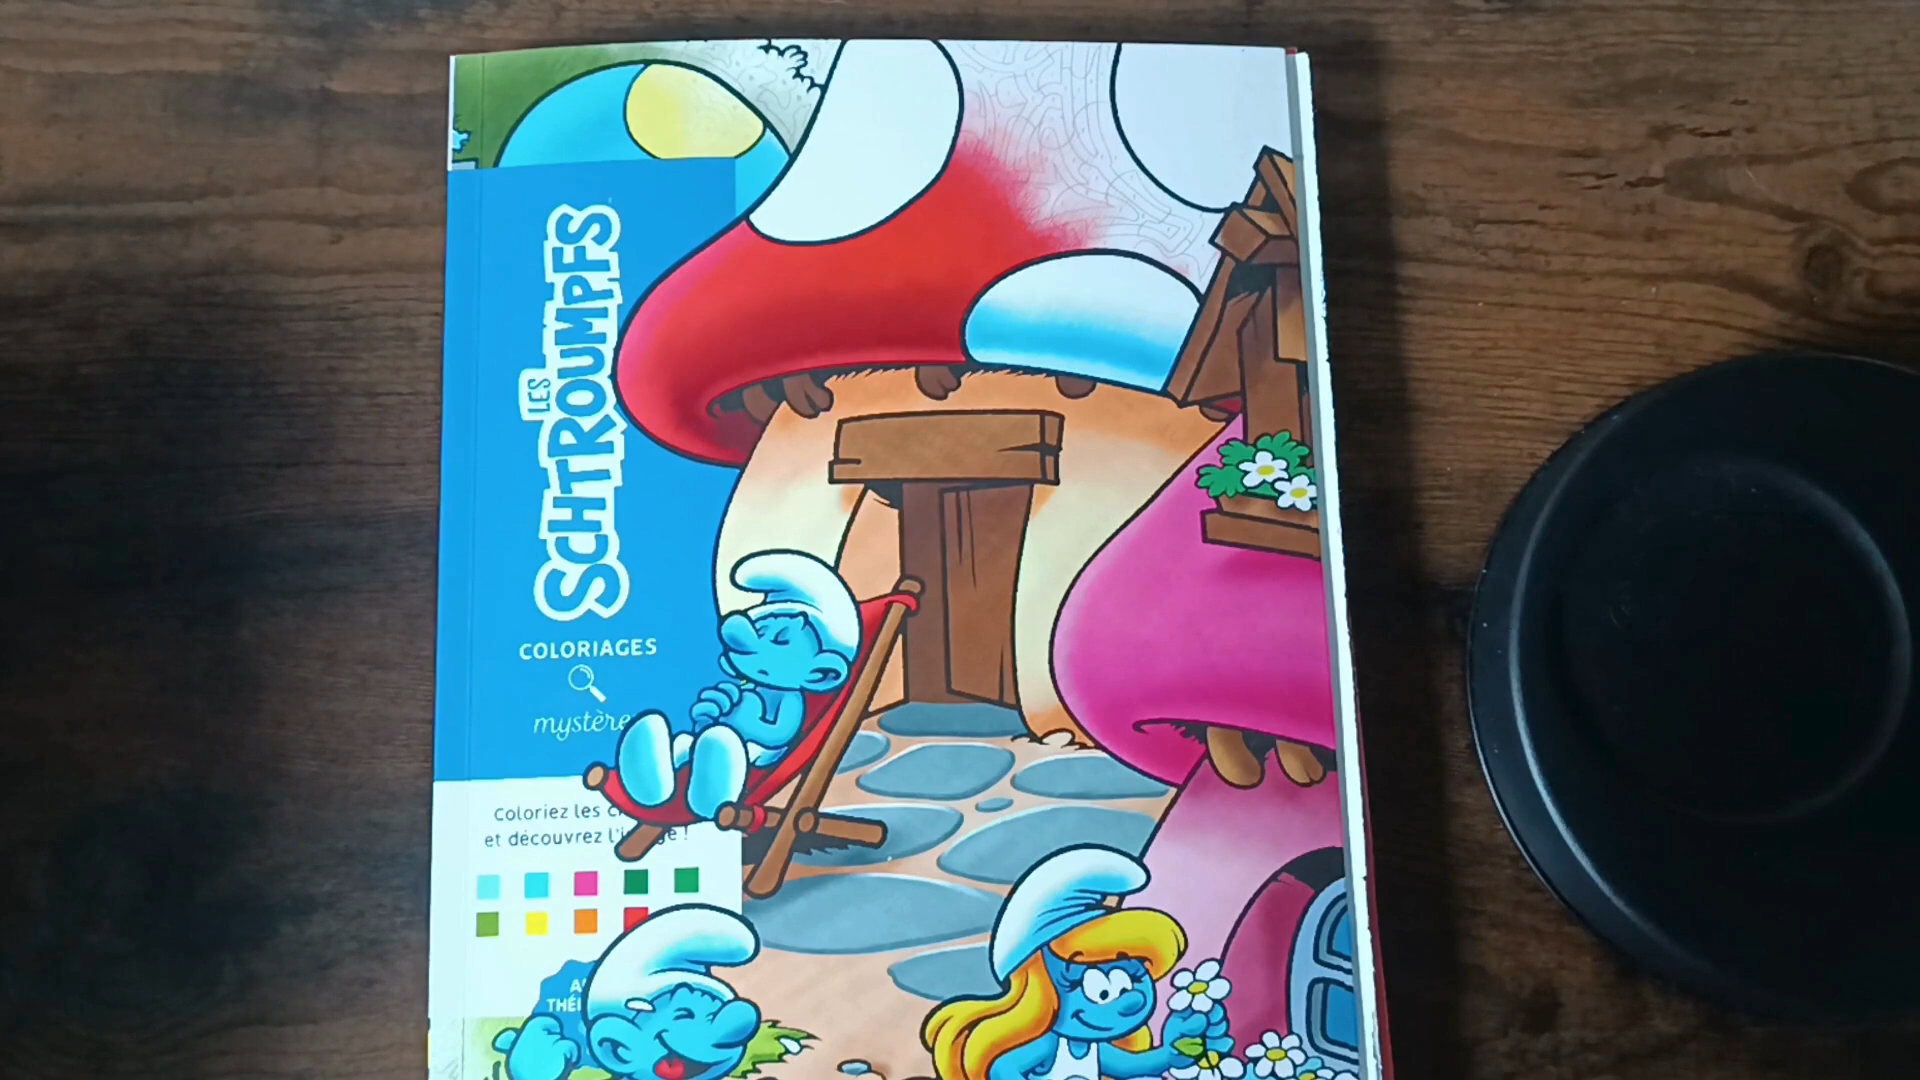 LES
SCHTROUMPFS
COLORIAGES
mystère
Coloriez les
et découvrez